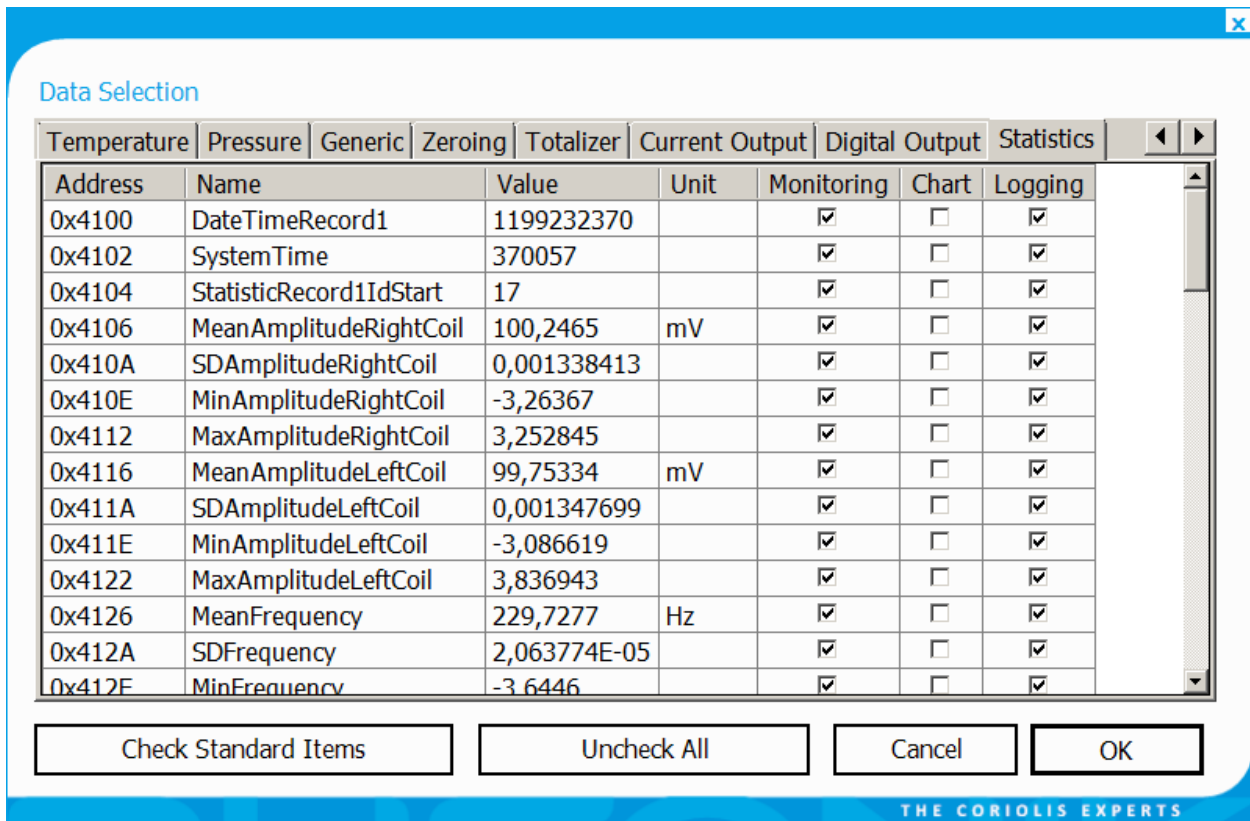 x
Data Selection
Temperature Pressure Generic Zeroing Totalizer Current Output Digital Output Statistics
Address Name Value Unit Monitoring Chart Logging
0x4100 DateTimeRecord1 1199232370
0x4102 SystemTime 370057
0x4104 StatisticRecord1IdStart 17
0x4106 MeanAmplitudeRightCoil 100,2465 mV
0x410A SDAmplitudeRightCoil 0,001338413
0x410E MinAmplitudeRightCoil -3,26367
0x4112 MaxAmplitudeRightCoil 3,252845
0x4116 MeanAmplitudeLeftCoil 99,75334 mV
0x411A SDAmplitudeLeftCoil 0,001347699
0x411E MinAmplitudeLeftCoil -3,086619
0x4122 MaxAmplitudeLeftCoil 3,836943
0x4126 MeanFrequency 229,7277 Hz
0x412A SDFrequency 2,063774E-05
0x412E MinFrequency -3,6446
Check Standard Items Uncheck All Cancel OK
THE CORIOLIS EXPERTS